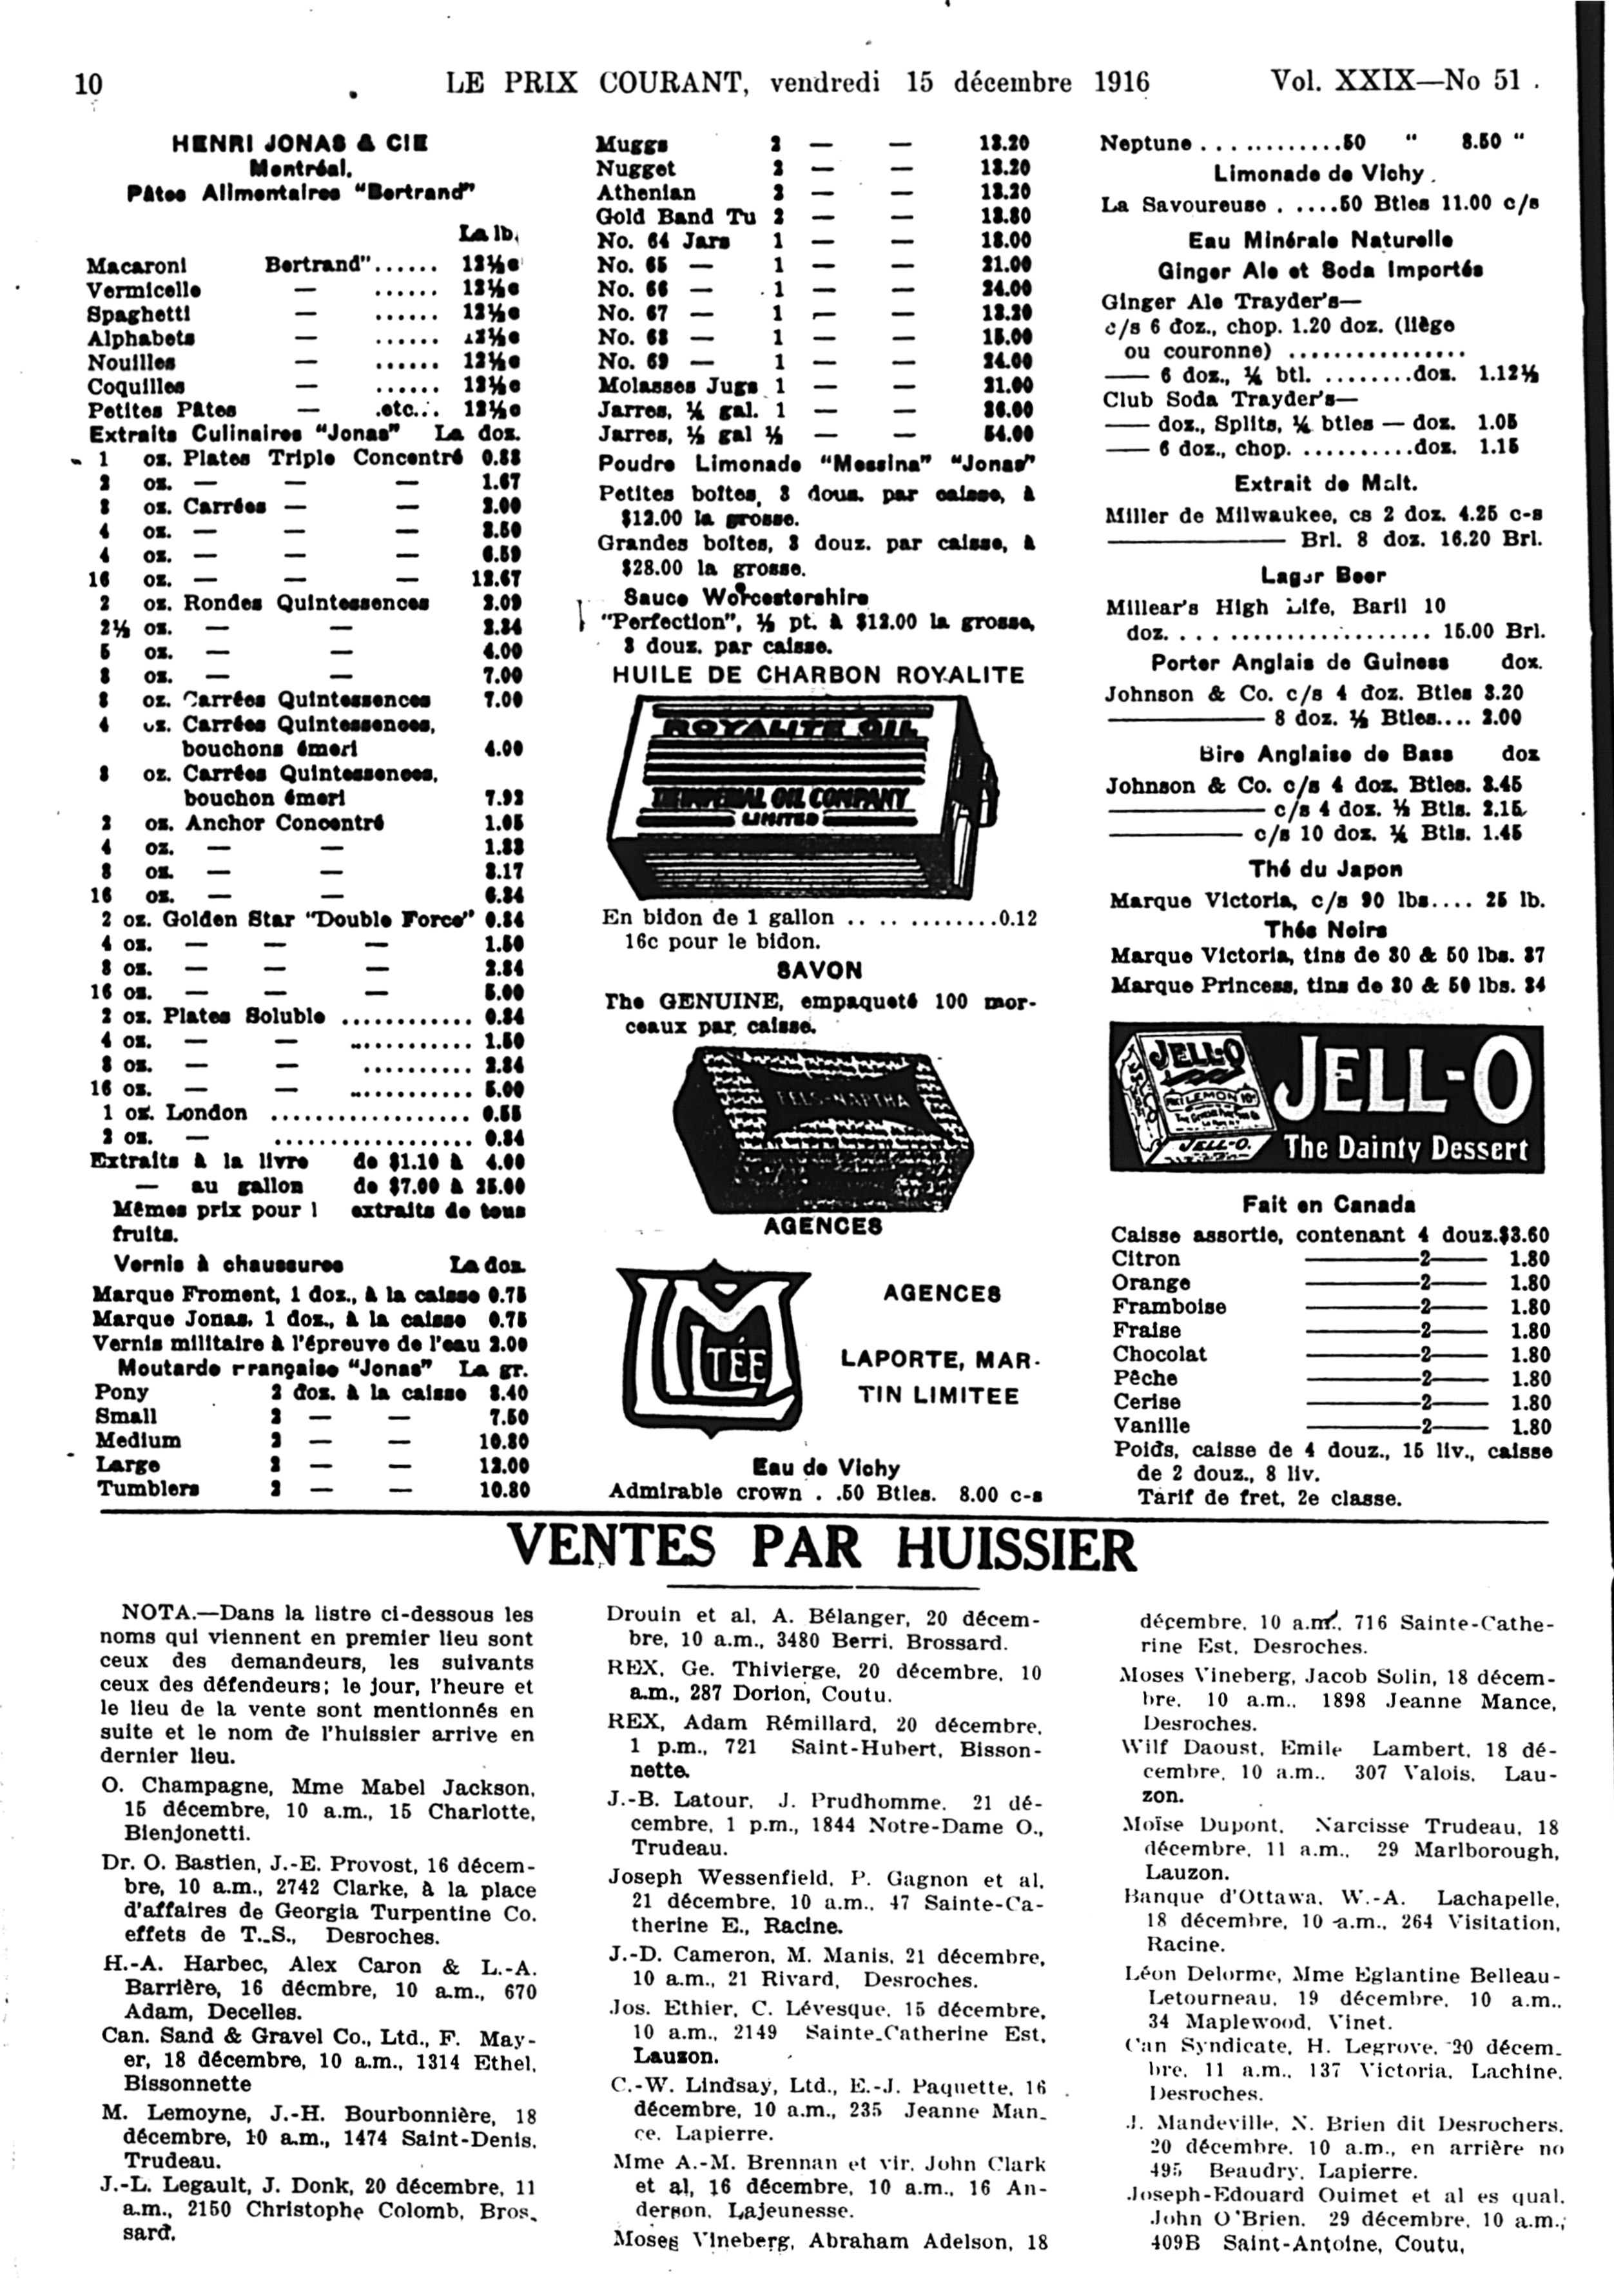 10 LE PRIX COURANT, vendredi 15 décembre 1916 Vol. XXIX—No 51
HENRI JONAS & CIE
Montréal.
Pâtes Alimentaires "Bertrand"
La lb.
Macaroni Bertrand"...... 12½c
Vermicelle — ...... 12½c
Spaghetti — ...... 12½c
Alphabets — ...... 12½c
Nouilles — ...... 12½c
Coquilles — ...... 12½c
Petites Pâtes — .etc... 12½c
Extraits Culinaires "Jonas" La doz.
1 oz. Plates Triple Concentré 0.88
2 oz. — — — 1.67
oz. Carrées — —
4 oz. — — —
4 oz. — — —
16 oz. — — —
2 oz. Rondes Quintessences
2½ oz. — —
5 oz. — — 4.00
8 oz. — — 7.00
8 oz. Carrées Quintessences 7.00
4 oz. Carrées Quintessences,
bouchons émeri 4.00
8 oz. Carrées Quintessences,
bouchon émeri
2 oz. Anchor Concentré 1.05
4 oz. — —
8 oz. — — 3.17
16 oz. — —
2 oz. Golden Star "Double Force" 0.84
4 oz. — — — 1.50
8 oz. — — — 2.84
16 oz. — — — 5.00
2 oz. Plates Soluble ............ 0.84
4 oz. — — ............ 1.50
8 oz. — — .......... 2.84
16 oz. — — ............ 5.00
1 oz. London .................. 0.55
2 oz. — .................. 0.84
Extraits à la livre de $1.10 à 4.00
— au gallon de $7.00 à
Mêmes prix pour l extraits de tous
fruits.
Vernis à chaussures La doz.
Marque Froment, 1 doz., à la caisse 0.75
Marque Jonas, 1 doz., à la caisse 0.75
Vernis militaire à l'épreuve de l'eau 2.00
Moutarde Française "Jonas" La gr.
Pony 2 doz. à la caisse 8.40
Small 2 — — 7.50
Medium 2 — — 10.80
Large 2 — — 12.00
Tumblers 2 — — 10.80
Muggs 2 — — 13.20
Nugget 2 — — 13.20
Athenian 2 — — 13.20
Gold Band Tu 2 — — 13.80
No. 64 Jars 1 — — 18.00
No. 65 — 1 — — 21.00
No. 66 — 1 — — 24.00
No. 67 — 1 — —
No. 68 — 1 — — 15.00
No. 69 — 1 — — 24.00
Molasses Jugs 1 — — 21.00
Jarres, ¼ gal. 1 — — 36.00
Jarres, ½ gal ½ — — 54.00
Poudre Limonade "Messina" "Jonas"
Petites boîtes, 3 douz. par caisse, à
$12.00 la grosse.
Grandes boîtes, 3 douz. par caisse, à
$28.00 la grosse.
Sauce Worcestershire
"Perfection", ½ pt. à $12.00 la grosse,
3 douz. par caisse.
HUILE DE CHARBON ROYALITE
ROYALITE OIL
THE IMPERIAL OIL COMPANY
LIMITED
En bidon de 1 gallon .. .. .........0.12
16c pour le bidon.
SAVON
The GENUINE, empaqueté 100 mor-
ceaux par caisse.
FELS-NAPTHA
AGENCES
LM
TÉE
AGENCES
LAPORTE, MAR-
TIN LIMITEE
Eau de Vichy
Admirable crown . .50 Btles. 8.00 c-s
Neptune . . . ..........50 " 8.50 "
Limonade de Vichy.
La Savoureuse . ....50 Btles 11.00 c/s
Eau Minérale Naturelle
Ginger Ale et Soda Importés
Ginger Ale Trayder's—
c/s 6 doz., chop. 1.20 doz. (liège
ou couronne) ................
—— 6 doz., ¼ btl. ........doz. 1.12½
Club Soda Trayder's—
—— doz., Splits, ¼ btles — doz. 1.05
—— 6 doz., chop. ..........doz. 1.15
Extrait de Malt.
Miller de Milwaukee, cs 2 doz. 4.25 c-s
———— Brl. 8 doz. 16.20 Brl.
Lager Beer
Millear's High Life, Baril 10
doz. . . . ...................... 15.00 Brl.
Porter Anglais de Guiness dox.
Johnson & Co. c/s 4 doz. Btles 3.20
———— 8 doz. ½ Btles.... 2.00
Bire Anglaise de Bass doz
Johnson & Co. c/s 4 doz. Btles. 3.45
———— c/s 4 doz. ½ Btls. 2.15
———— c/s 10 doz. ¼ Btls. 1.45
Thé du Japon
Marque Victoria, c/s 90 lbs.... 25 lb.
Thés Noirs
Marque Victoria, tins de 30 & 50 lbs. 37
Marque Princess, tins de 30 & 50 lbs. 34
JELL-O
LEMON
JELL-O.
JELL-O
The Dainty Dessert
Fait en Canada
Caisse assortie, contenant 4 douz.$3.60
Citron ——2—— 1.80
Orange ——2—— 1.80
Framboise ——2—— 1.80
Fraise ——2—— 1.80
Chocolat ——2—— 1.80
Pêche ——2—— 1.80
Cerise ——2—— 1.80
Vanille ——2—— 1.80
Poids, caisse de 4 douz., 15 liv., caisse
de 2 douz., 8 liv.
Tarif de fret, 2e classe.
VENTES PAR HUISSIER
NOTA.—Dans la listre ci-dessous les
noms qui viennent en premier lieu sont
ceux des demandeurs, les suivants
ceux des défendeurs; le jour, l'heure et
le lieu de la vente sont mentionnés en
suite et le nom de l'huissier arrive en
dernier lieu.
O. Champagne, Mme Mabel Jackson,
15 décembre, 10 a.m., 15 Charlotte,
Bienjonetti.
Dr. O. Bastien, J.-E. Provost, 16 décem-
bre, 10 a.m., 2742 Clarke, à la place
d'affaires de Georgia Turpentine Co.
effets de T.-S., Desroches.
H.-A. Harbec, Alex Caron & L.-A.
Barrière, 16 décmbre, 10 a.m., 670
Adam, Decelles.
Can. Sand & Gravel Co., Ltd., F. May-
er, 18 décembre, 10 a.m., 1314 Ethel,
Bissonnette
M. Lemoyne, J.-H. Bourbonnière, 18
décembre, 10 a.m., 1474 Saint-Denis,
Trudeau.
J.-L. Legault, J. Donk, 20 décembre, 11
a.m., 2150 Christophe Colomb, Bros-
sard.
Drouin et al, A. Bélanger, 20 décem-
bre, 10 a.m., 3480 Berri, Brossard.
REX, Ge. Thivierge, 20 décembre, 10
a.m., 287 Dorion, Coutu.
REX, Adam Rémillard, 20 décembre,
1 p.m., 721 Saint-Hubert, Bisson-
nette.
J.-B. Latour, J. Prudhomme, 21 dé-
cembre, 1 p.m., 1844 Notre-Dame O.,
Trudeau.
Joseph Wessenfield, P. Gagnon et al,
21 décembre, 10 a.m., 47 Sainte-Ca-
therine E., Racine.
J.-D. Cameron, M. Manis, 21 décembre,
10 a.m., 21 Rivard, Desroches.
Jos. Ethier, C. Lévesque, 15 décembre,
10 a.m., 2149 Sainte-Catherine Est,
Lauzon.
C.-W. Lindsay, Ltd., E.-J. Paquette, 16
décembre, 10 a.m., 235 Jeanne Man-
ce, Lapierre.
Mme A.-M. Brennan et vir, John Clark
et al, 16 décembre, 10 a.m., 16 An-
derson, Lajeunesse.
Moses Vineberg, Abraham Adelson, 18
décembre, 10 a.m., 716 Sainte-Cathe-
rine Est, Desroches.
Moses Vineberg, Jacob Solin, 18 décem-
bre, 10 a.m., 1898 Jeanne Mance,
Desroches.
Wilf Daoust, Emile Lambert, 18 dé-
cembre, 10 a.m.. 307 Valois, Lau-
zon.
Moïse Dupont, Narcisse Trudeau, 18
décembre, 11 a.m., 29 Marlborough,
Lauzon.
Banque d'Ottawa, W.-A. Lachapelle,
18 décembre, 10 a.m., 264 Visitation,
Racine.
Léon Delorme, Mme Eglantine Belleau-
Letourneau, 19 décembre, 10 a.m..
34 Maplewood, Vinet.
Can Syndicate, H. Legrove, 20 décem-
bre, 11 a.m., 137 Victoria, Lachine,
Desroches.
J. Mandeville, N. Brien dit Desrochers,
20 décembre, 10 a.m., en arrière no
495 Beaudry, Lapierre.
Joseph-Edouard Ouimet et al es qual.
John O'Brien, 29 décembre, 10 a.m.,
409B Saint-Antoine, Coutu,